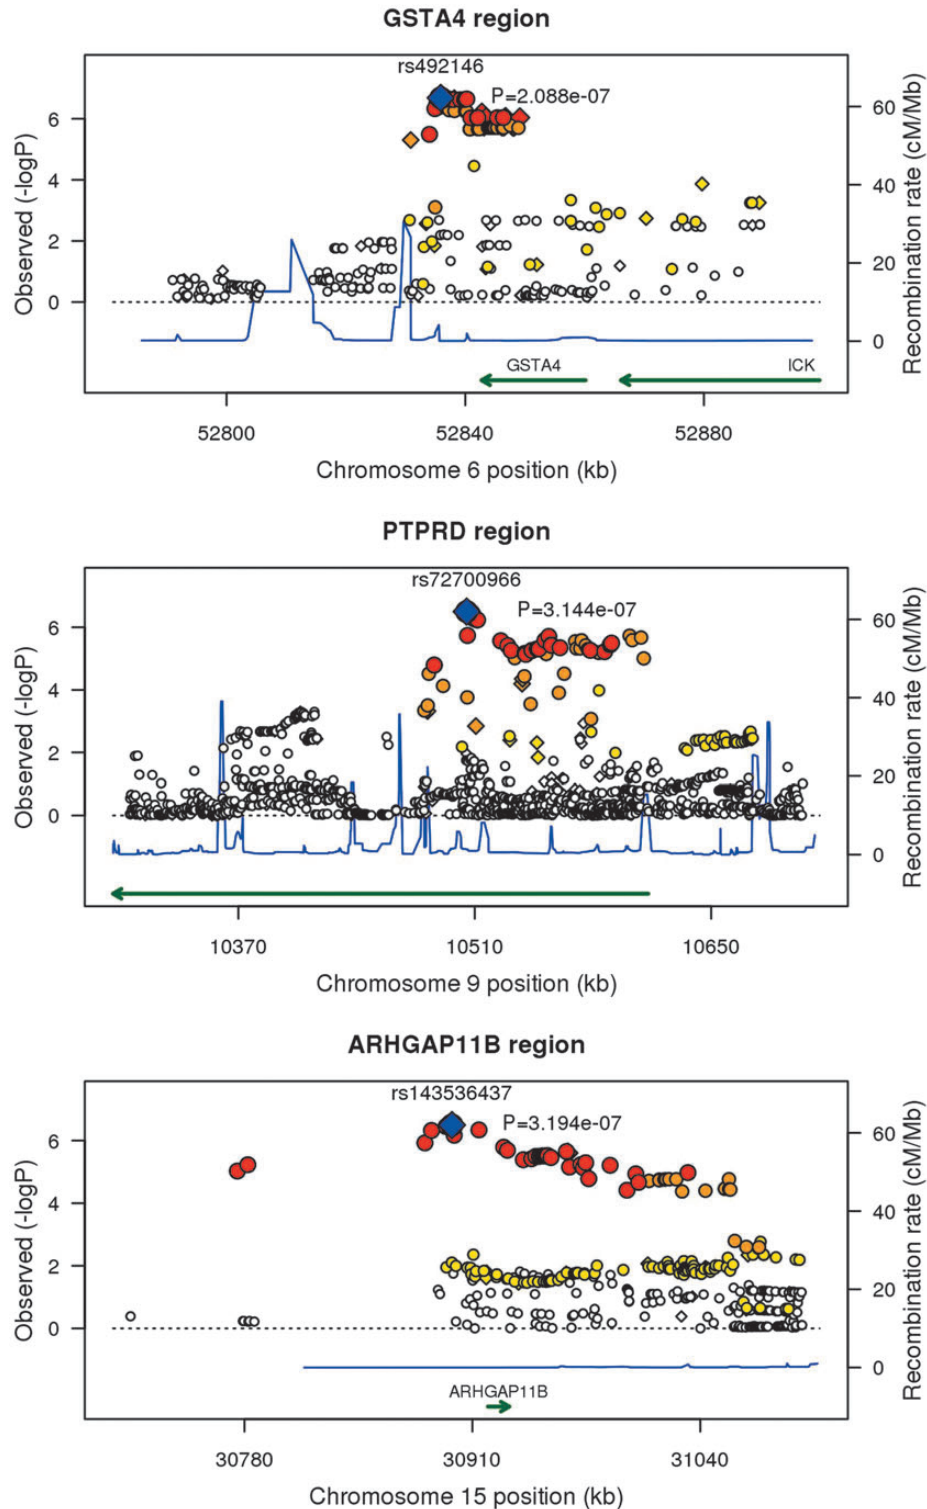 GSTA4 region
rs492146
P=2.088e-07
Observed (-logP)
0
2
4
6
Recombination rate (cM/Mb)
0
20
40
60
GSTA4
ICK
52800
52840
52880
Chromosome 6 position (kb)
PTPRD region
rs72700966
P=3.144e-07
Observed (-logP)
0
2
4
6
Recombination rate (cM/Mb)
0
20
40
60
10370
10510
10650
Chromosome 9 position (kb)
ARHGAP11B region
rs143536437
P=3.194e-07
Observed (-logP)
0
2
4
6
Recombination rate (cM/Mb)
0
20
40
60
ARHGAP11B
30780
30910
31040
Chromosome 15 position (kb)